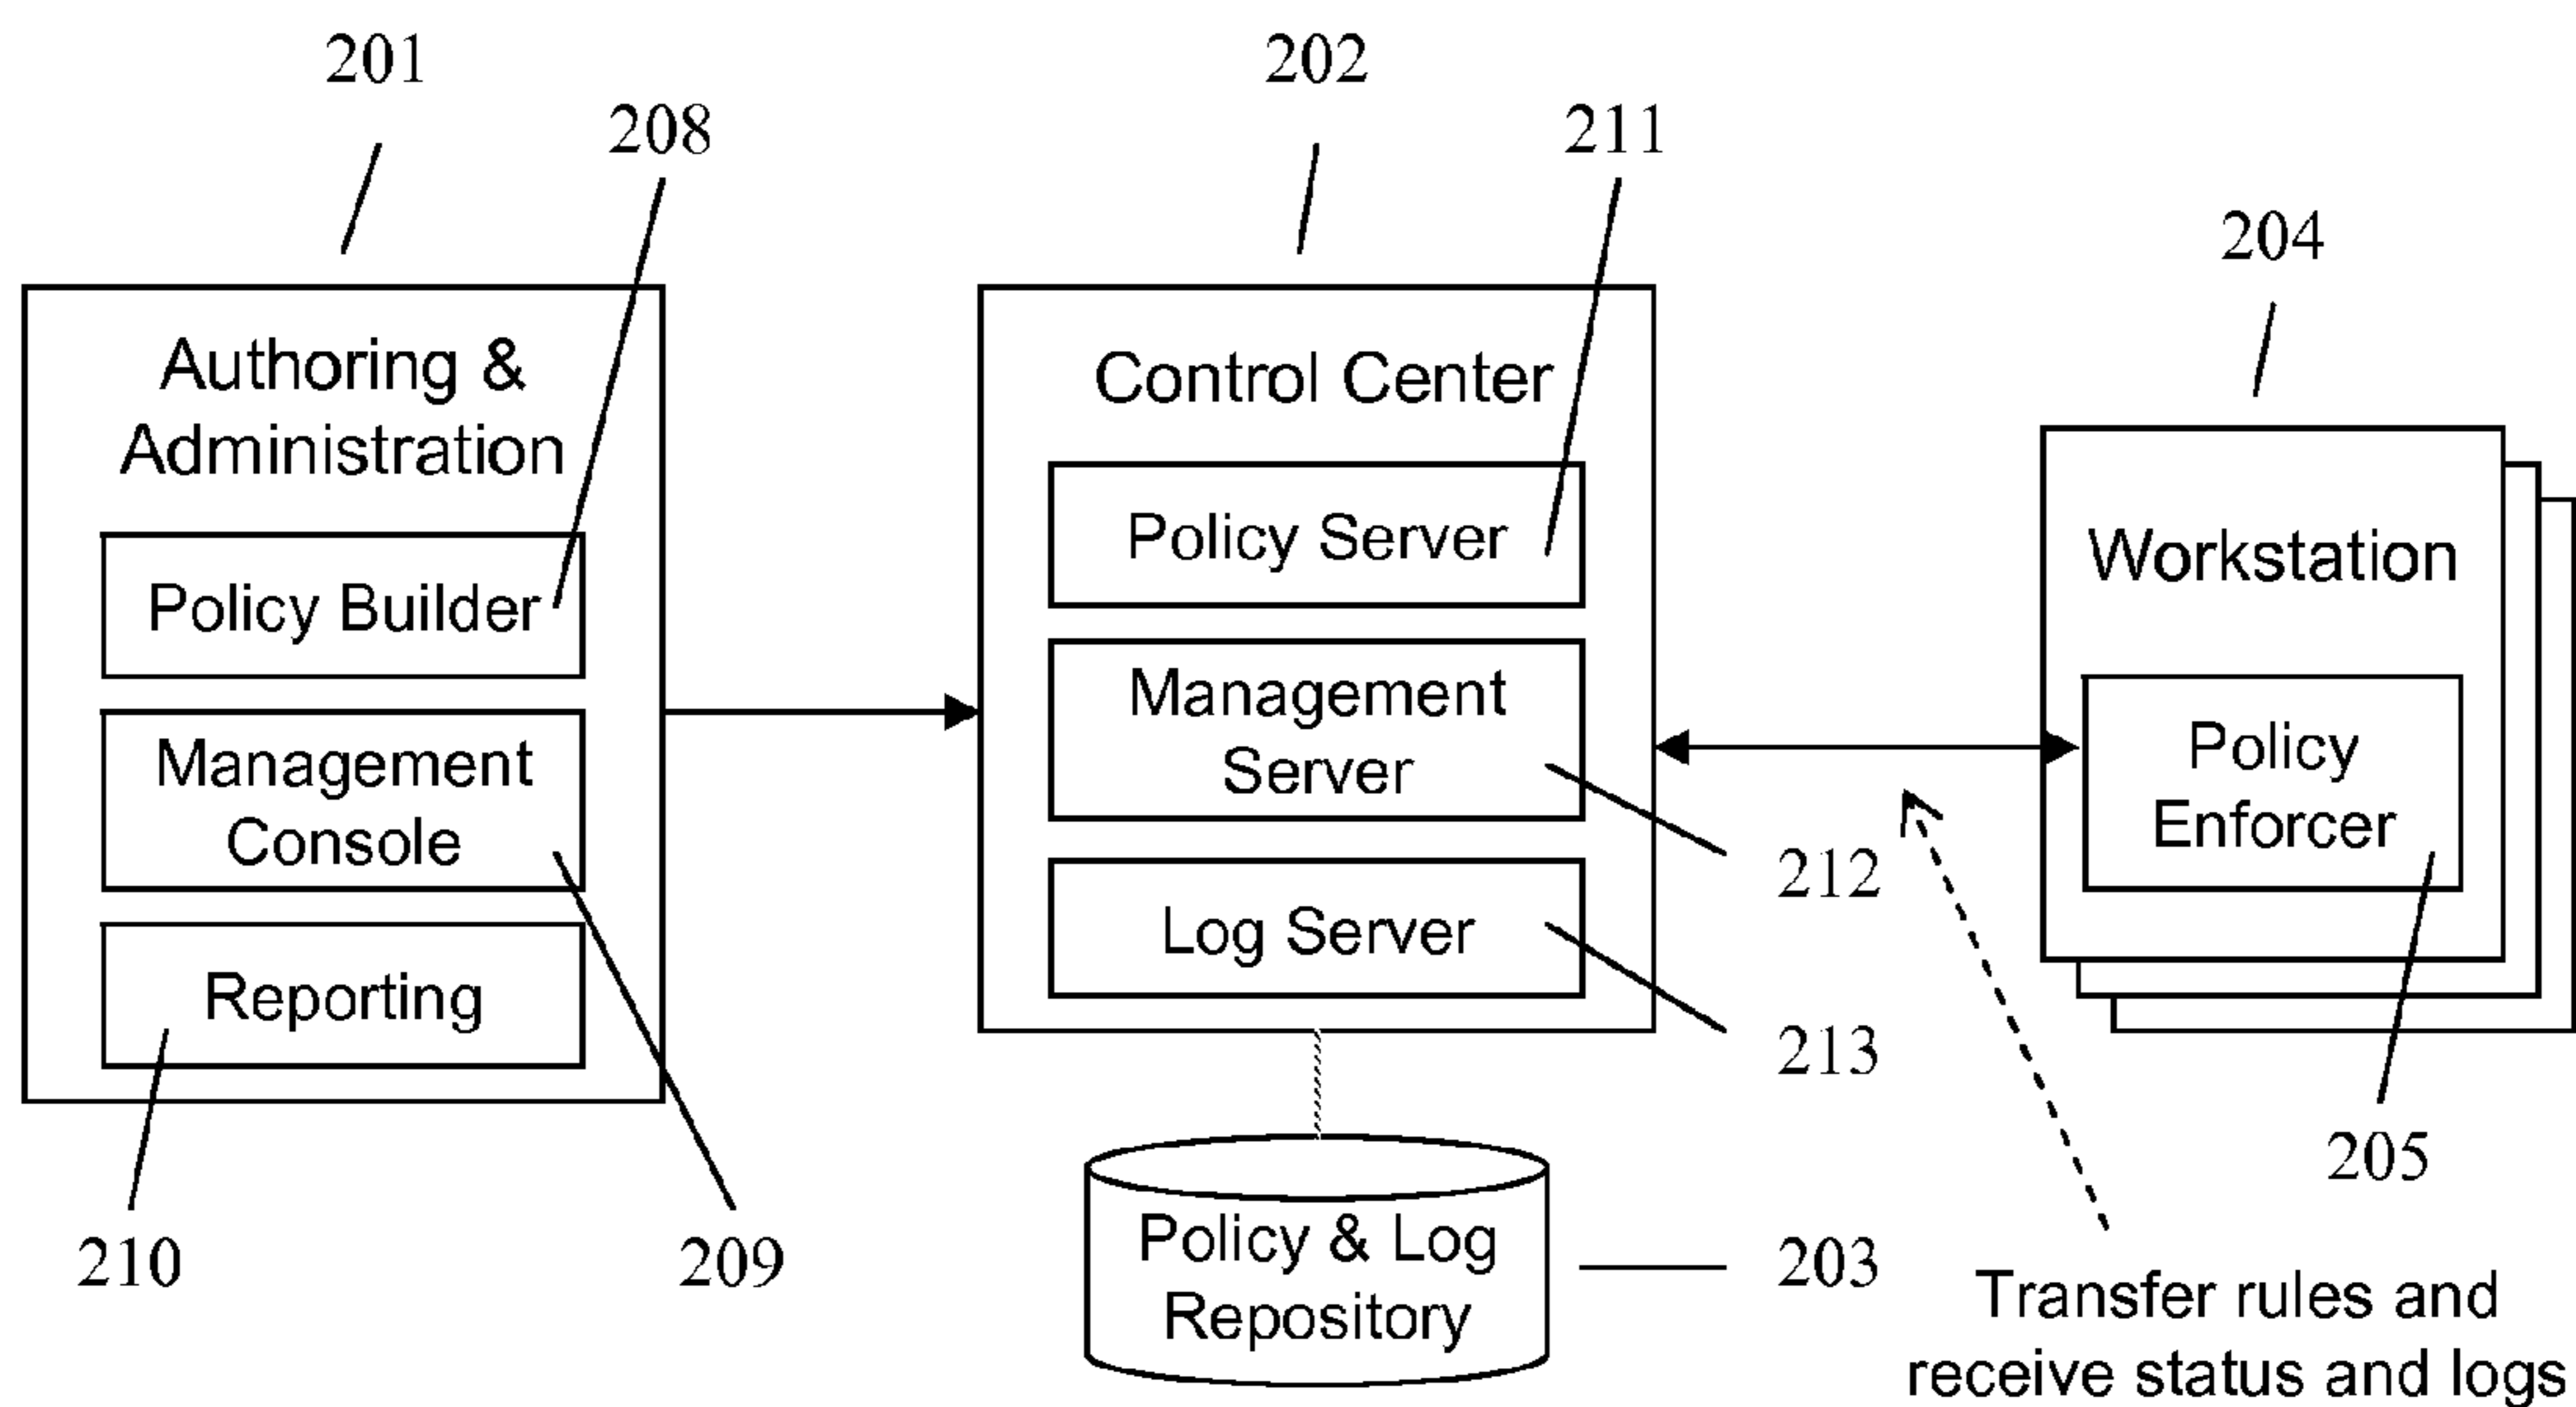 201
202
208
211
204
Authoring &
Administration
Policy Builder
Management
Console
Reporting
210
209
Control Center
Policy Server
Management
Server
Log Server
212
213
Policy & Log
Repository
203
Workstation
Policy
Enforcer
205
Transfer rules and
receive status and logs